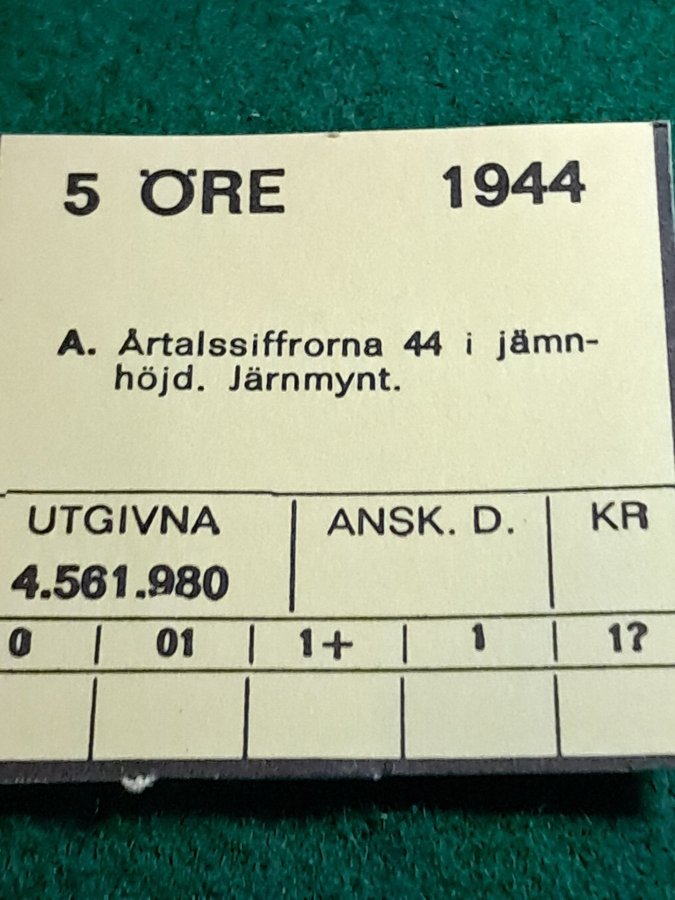 5 ÖRE 1944
A. Årtalssiffrorna 44 i jämn-
höjd. Järnmynt.
UTGIVNA ANSK. D. KR
4.561.980
0 01 1+ 1 1?